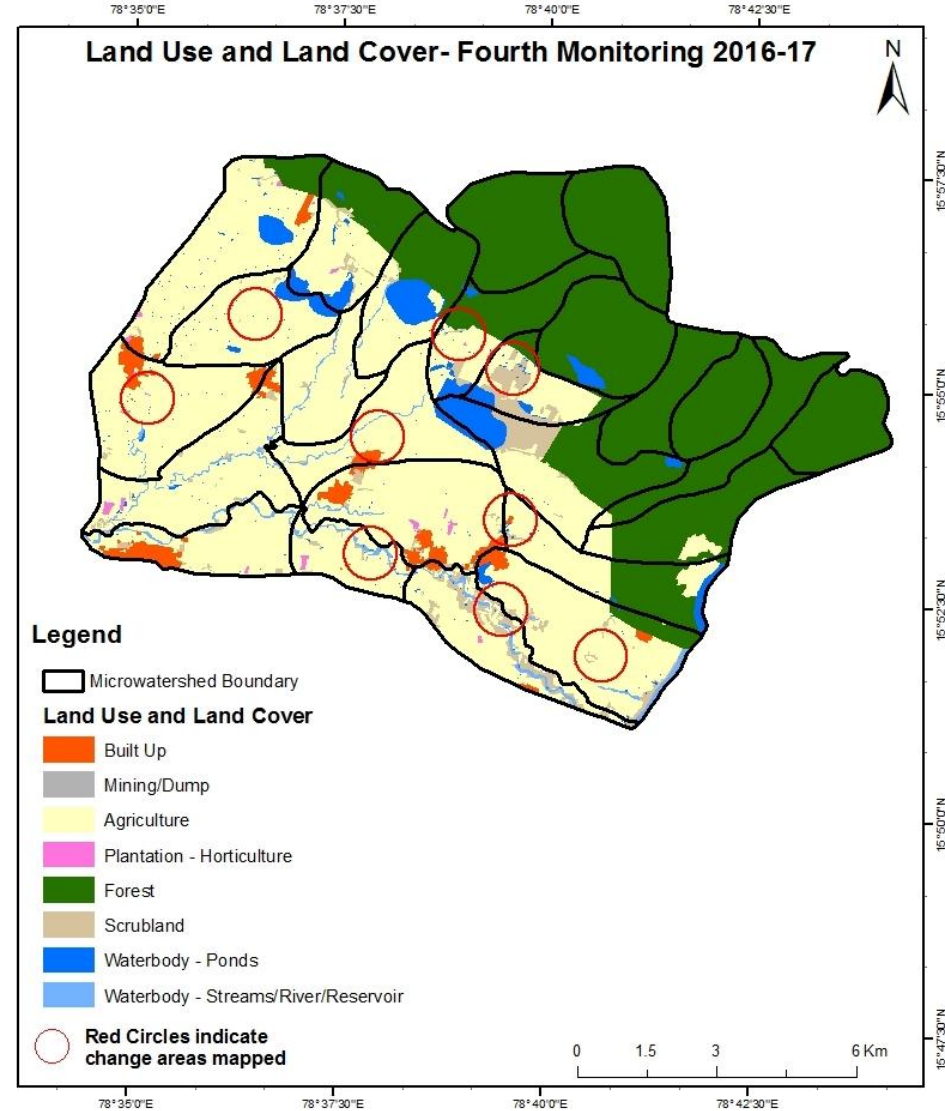 78°35'0"E 78°37'30"E 78°40'0"E 78°42'30"E
Land Use and Land Cover- Fourth Monitoring 2016-17
N
15°57'30"N
15°55'0"N
15°52'30"N
15°50'0"N
15°47'30"N
Legend
Microwatershed Boundary
Land Use and Land Cover
Built Up
Mining/Dump
Agriculture
Plantation - Horticulture
Forest
Scrubland
Waterbody - Ponds
Waterbody - Streams/River/Reservoir
Red Circles indicate
change areas mapped
0 1.5 3 6 Km
78°35'0"E 78°37'30"E 78°40'0"E 78°42'30"E